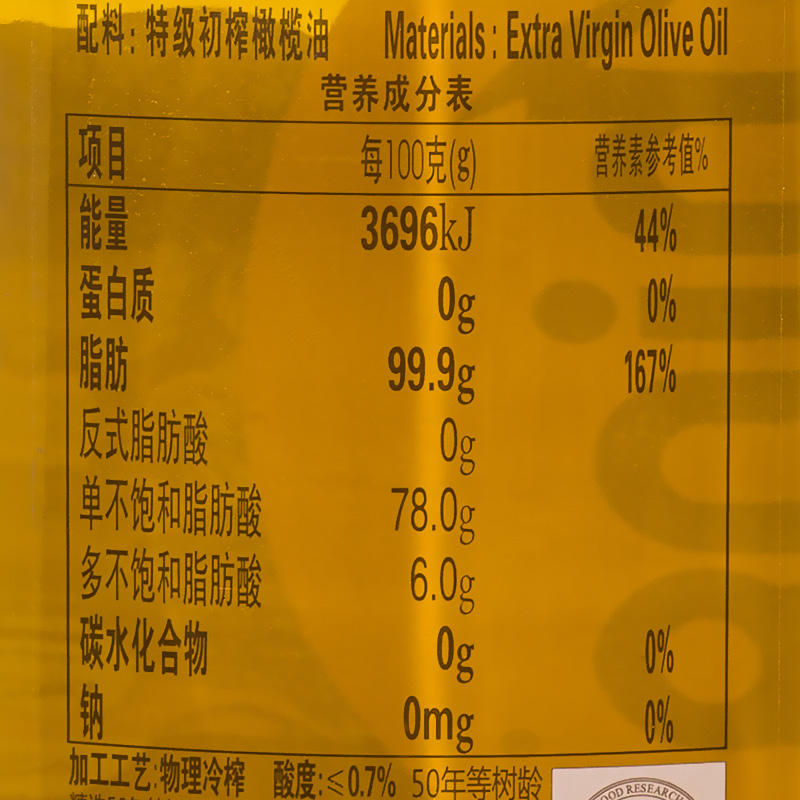 配料：特级初榨橄榄油 Materials : Extra Virgin Olive Oil
营养成分表
项目 每100克(g) 营养素参考值%
能量 3696kJ 44%
蛋白质 0g 0%
脂肪 99.9g 167%
反式脂肪酸 0g
单不饱和脂肪酸 78.0g
多不饱和脂肪酸 6.0g
碳水化合物 0g 0%
钠 0mg 0%
加工工艺:物理冷榨 酸度:≤0.7% 50年等树龄
OOD RESEARCH